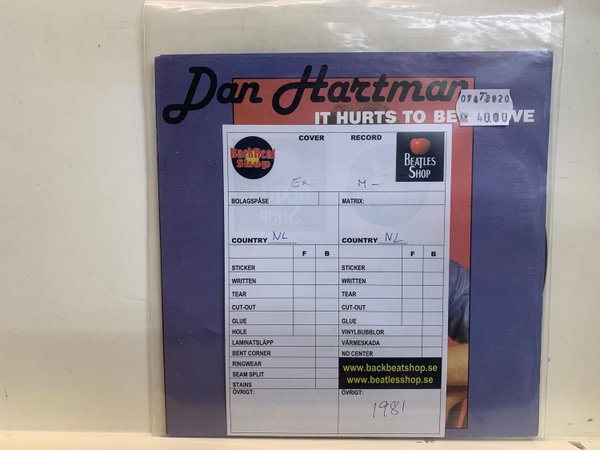 Dan Hartman
IT HURTS TO BE
VE
40.00
COVER RECORD
BackBeat
Shop
BEATLES
SHOP
Ex M-
BOLAGSPÅSE MATRIX:
COUNTRY NL COUNTRY NL
F B F B
STICKER STICKER
WRITTEN WRITTEN
TEAR TEAR
CUT-OUT CUT-OUT
GLUE GLUE
HOLE VINYLBUBBLOR
LAMINATSLÄPP VÄRMESKADA
BENT CORNER NO CENTER
RINGWEAR
SEAM SPLIT
STAINS
www.backbeatshop.se
www.beatlesshop.se
ÖVRIGT: ÖVRIGT:
1981